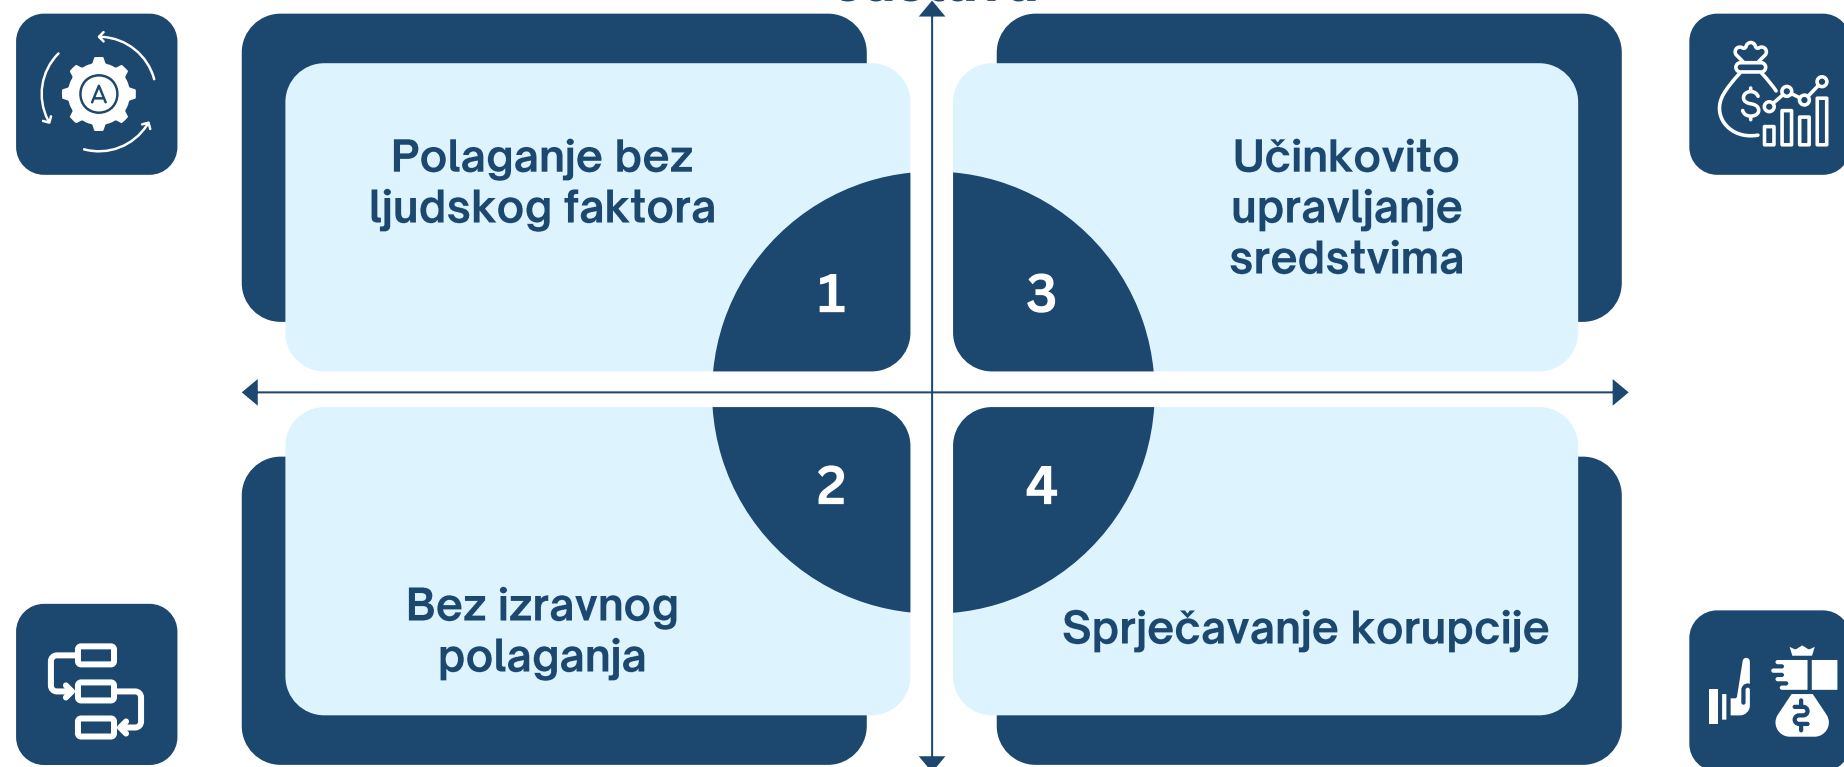 Polaganje bez
ljudskog faktora
1
Učinkovito
upravljanje
sredstvima
3
2
Bez izravnog
polaganja
4
Sprječavanje korupcije
A
$
$